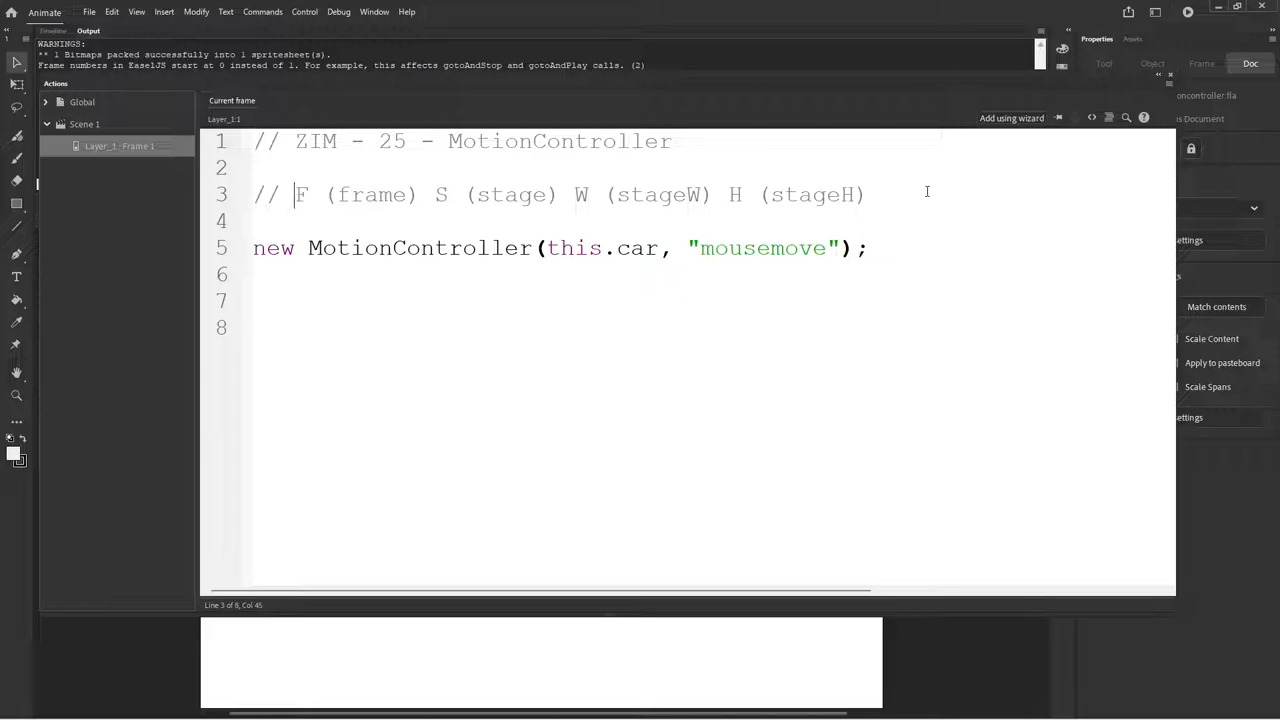 Animate File Edit View Insert Modify Text Commands Control Debug Window Help
Timeline Output
WARNINGS:
** 1 Bitmaps packed successfully into 1 spritesheet(s).
Frame numbers in EaselJS start at 0 instead of 1. For example, this affects gotoAndStop and gotoAndPlay calls. (2)
Properties Assets
Tool Object Frame Doc
Actions
oncontroller.fla
Global
Current frame
Scene 1
Layer_1:1
Add using wizard
s Document
Layer_1: Frame 1
1 // ZIM - 25 - MotionController
2
3 // F (frame) S (stage) W (stageW) H (stageH)
4
5 new MotionController(this.car, "mousemove");
6
7
8
ettings
s
Match contents
Scale Content
Apply to pasteboard
Scale Spans
ettings
Line 3 of 8, Col 45